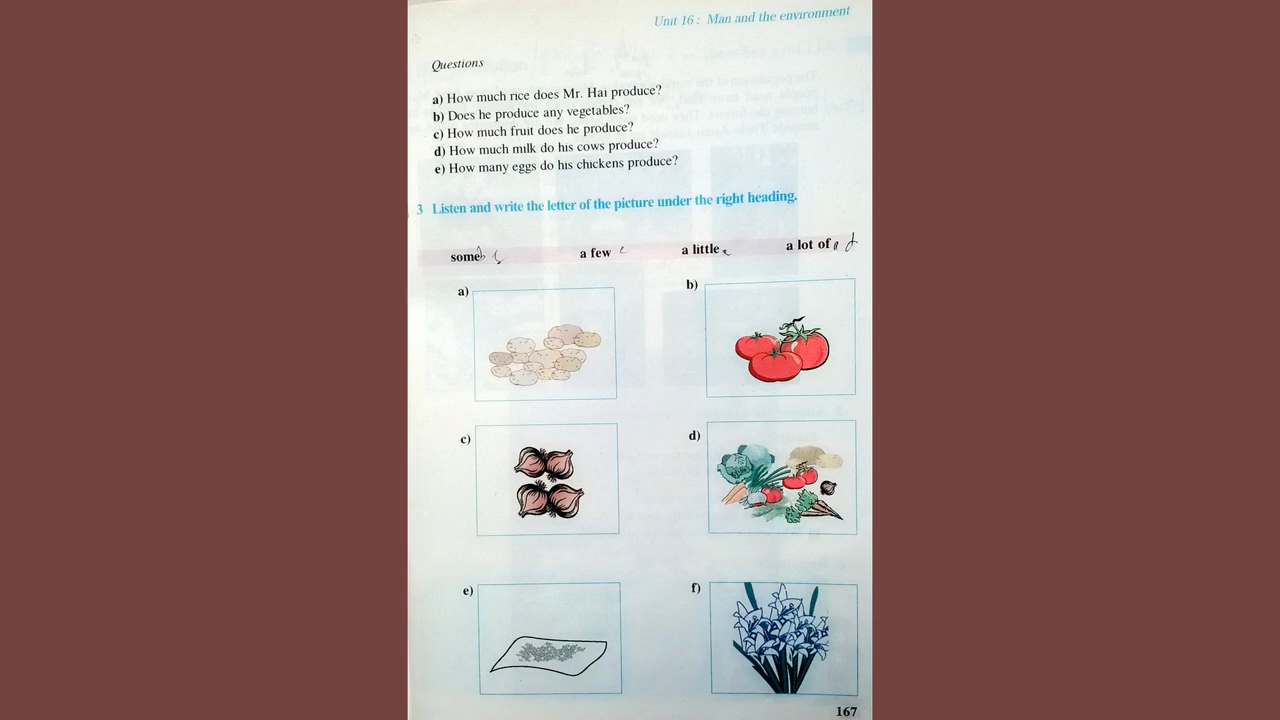 Unit 16 : Man and the environment
Questions
a) How much rice does Mr. Hai produce?
b) Does he produce any vegetables?
c) How much fruit does he produce?
d) How much milk do his cows produce?
e) How many eggs do his chickens produce?
3 Listen and write the letter of the picture under the right heading.
some a few a little a lot of
a) b)
c) d)
e) f)
167